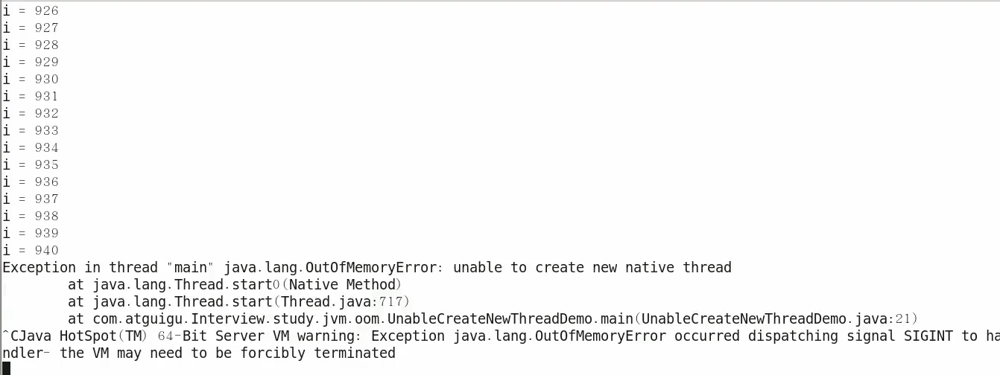 i = 926
i = 927
i = 928
i = 929
i = 930
i = 931
i = 932
i = 933
i = 934
i = 935
i = 936
i = 937
i = 938
i = 939
i = 940
Exception in thread "main" java.lang.OutOfMemoryError: unable to create new native thread
        at java.lang.Thread.start0(Native Method)
        at java.lang.Thread.start(Thread.java:717)
        at com.atguigu.Interview.study.jvm.oom.UnableCreateNewThreadDemo.main(UnableCreateNewThreadDemo.java:21)
^CJava HotSpot(TM) 64-Bit Server VM warning: Exception java.lang.OutOfMemoryError occurred dispatching signal SIGINT to ha
ndler- the VM may need to be forcibly terminated